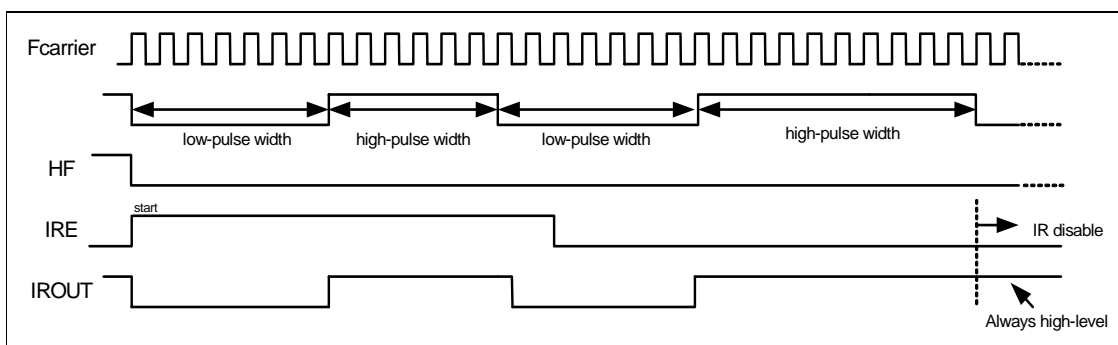 Fcarrier
low-pulse width
high-pulse width
low-pulse width
high-pulse width
HF
start
IRE
IR disable
IROUT
Always high-level